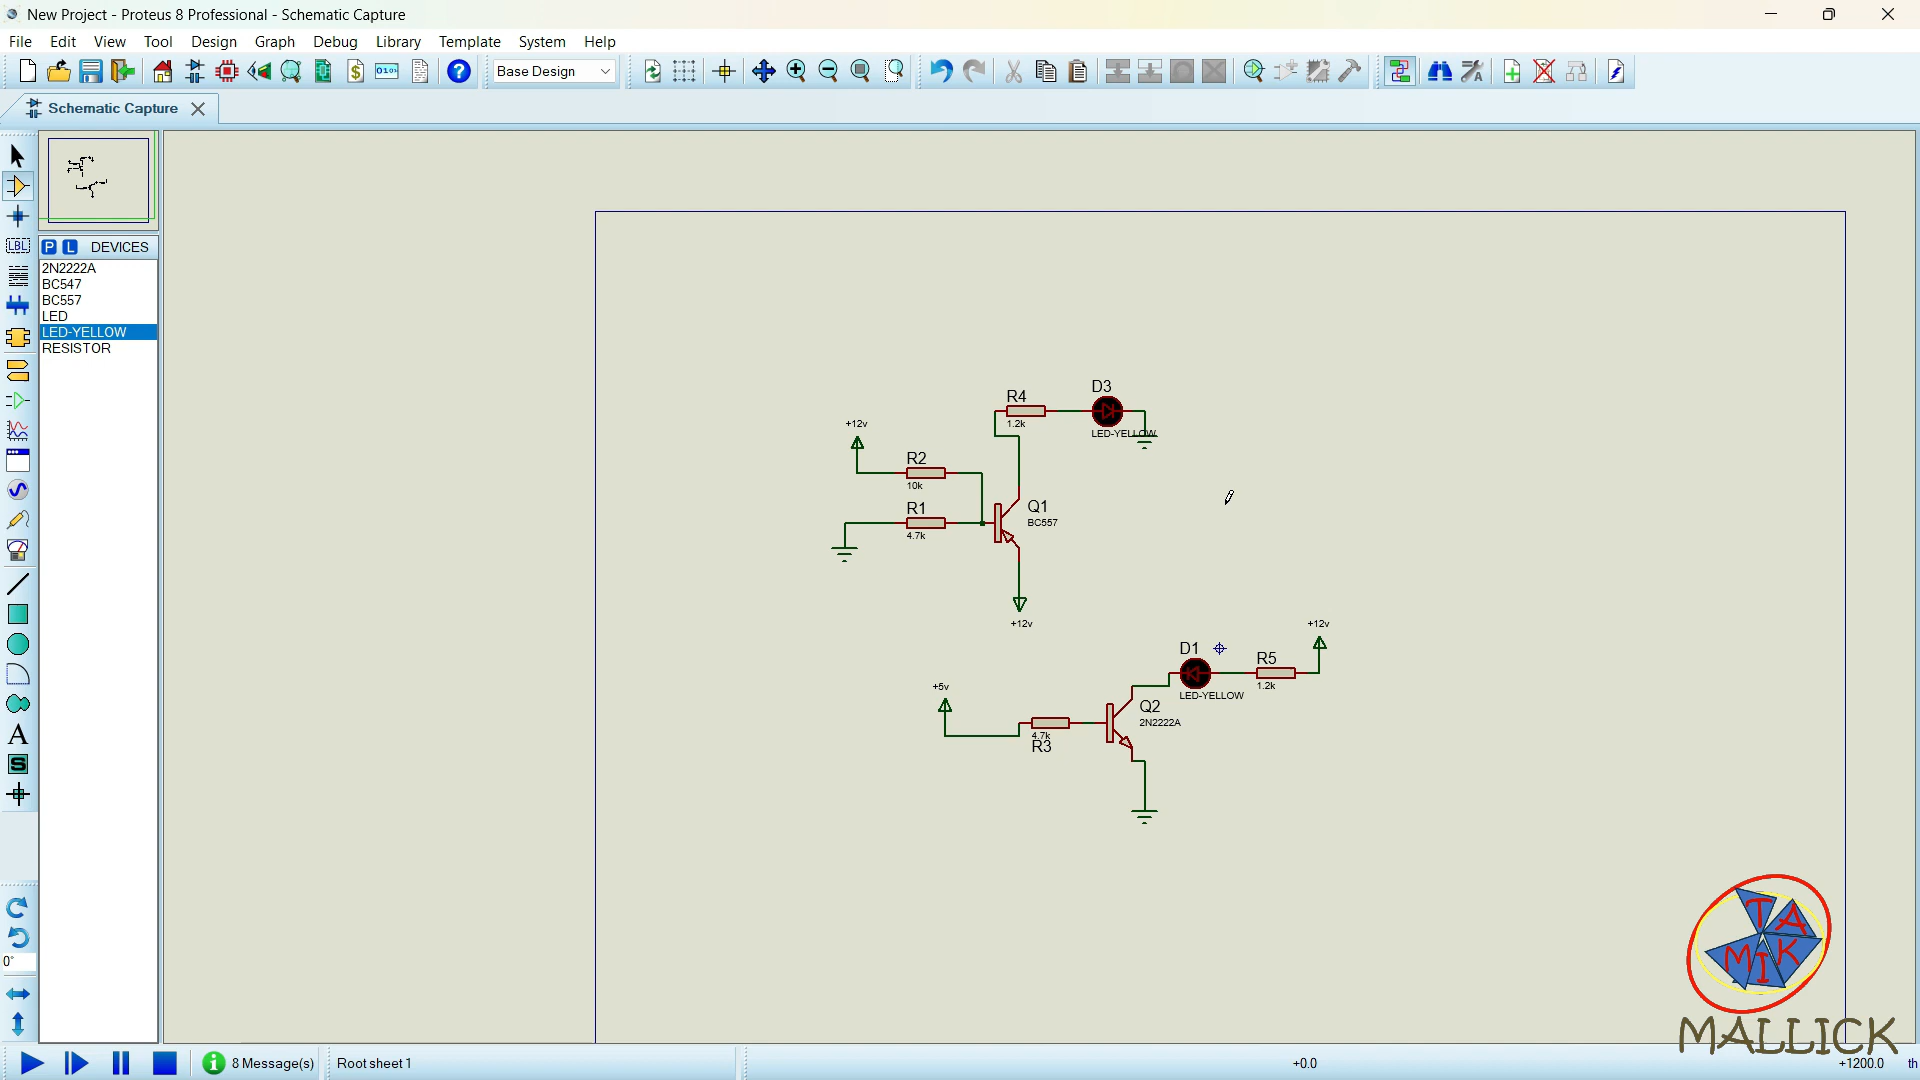 New Project - Proteus 8 Professional - Schematic Capture
File Edit View Tool Design Graph Debug Library Template System Help
Base Design
Schematic Capture
P L DEVICES
2N2222A
BC547
BC557
LED
LED-YELLOW
RESISTOR
LBL
A
S
0°
R4
1.2k
D3
LED-YELLOW
+12v
R2
10k
R1
4.7k
Q1
BC557
+12v
+12v
D1
LED-YELLOW
R5
1.2k
+5v
4.7k
R3
Q2
2N2222A
TAMIK
MALLICK
8 Message(s)
Root sheet 1
+0.0
+1200.0
th